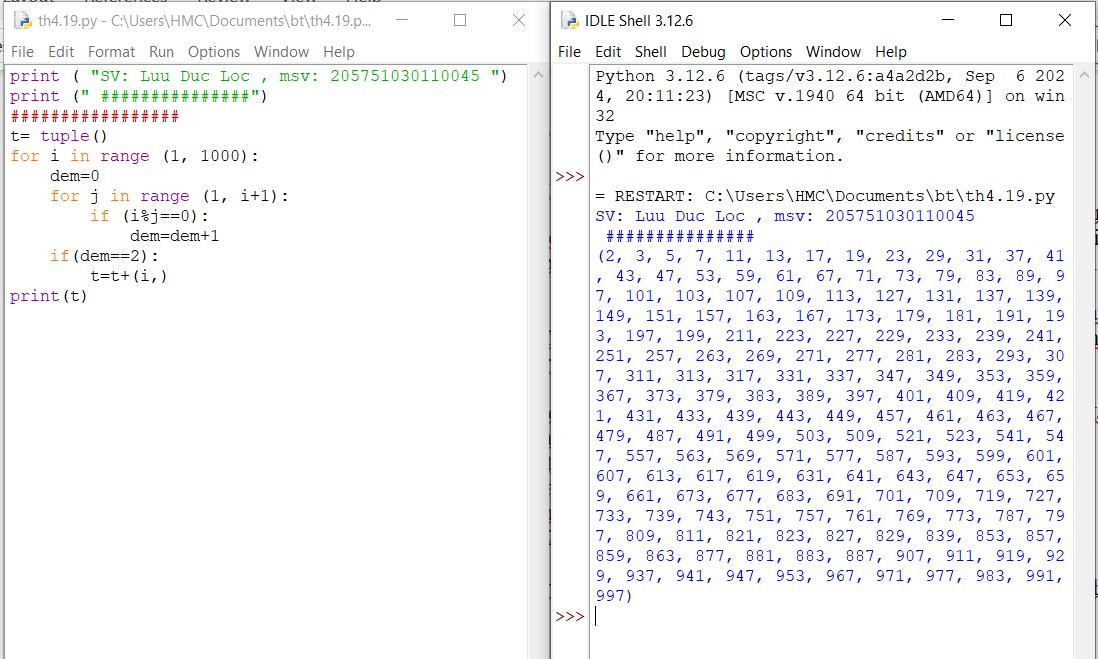 th4.19.py - C:\Users\HMC\Documents\bt\th4.19.p...
File Edit Format Run Options Window Help
print ( "SV: Luu Duc Loc , msv: 205751030110045 ")
print (" ###############")
#################
t= tuple()
for i in range (1, 1000):
    dem=0
    for j in range (1, i+1):
        if (i%j==0):
            dem=dem+1
    if(dem==2):
        t=t+(i,)
print(t)
IDLE Shell 3.12.6
File Edit Shell Debug Options Window Help
Python 3.12.6 (tags/v3.12.6:a4a2d2b, Sep  6 202
4, 20:11:23) [MSC v.1940 64 bit (AMD64)] on win
32
Type "help", "copyright", "credits" or "license
()" for more information.
>>>
= RESTART: C:\Users\HMC\Documents\bt\th4.19.py
SV: Luu Duc Loc , msv: 205751030110045
 ###############
(2, 3, 5, 7, 11, 13, 17, 19, 23, 29, 31, 37, 41
, 43, 47, 53, 59, 61, 67, 71, 73, 79, 83, 89, 9
7, 101, 103, 107, 109, 113, 127, 131, 137, 139,
149, 151, 157, 163, 167, 173, 179, 181, 191, 19
3, 197, 199, 211, 223, 227, 229, 233, 239, 241,
251, 257, 263, 269, 271, 277, 281, 283, 293, 30
7, 311, 313, 317, 331, 337, 347, 349, 353, 359,
367, 373, 379, 383, 389, 397, 401, 409, 419, 42
1, 431, 433, 439, 443, 449, 457, 461, 463, 467,
479, 487, 491, 499, 503, 509, 521, 523, 541, 54
7, 557, 563, 569, 571, 577, 587, 593, 599, 601,
607, 613, 617, 619, 631, 641, 643, 647, 653, 65
9, 661, 673, 677, 683, 691, 701, 709, 719, 727,
733, 739, 743, 751, 757, 761, 769, 773, 787, 79
7, 809, 811, 821, 823, 827, 829, 839, 853, 857,
859, 863, 877, 881, 883, 887, 907, 911, 919, 92
9, 937, 941, 947, 953, 967, 971, 977, 983, 991,
997)
>>>